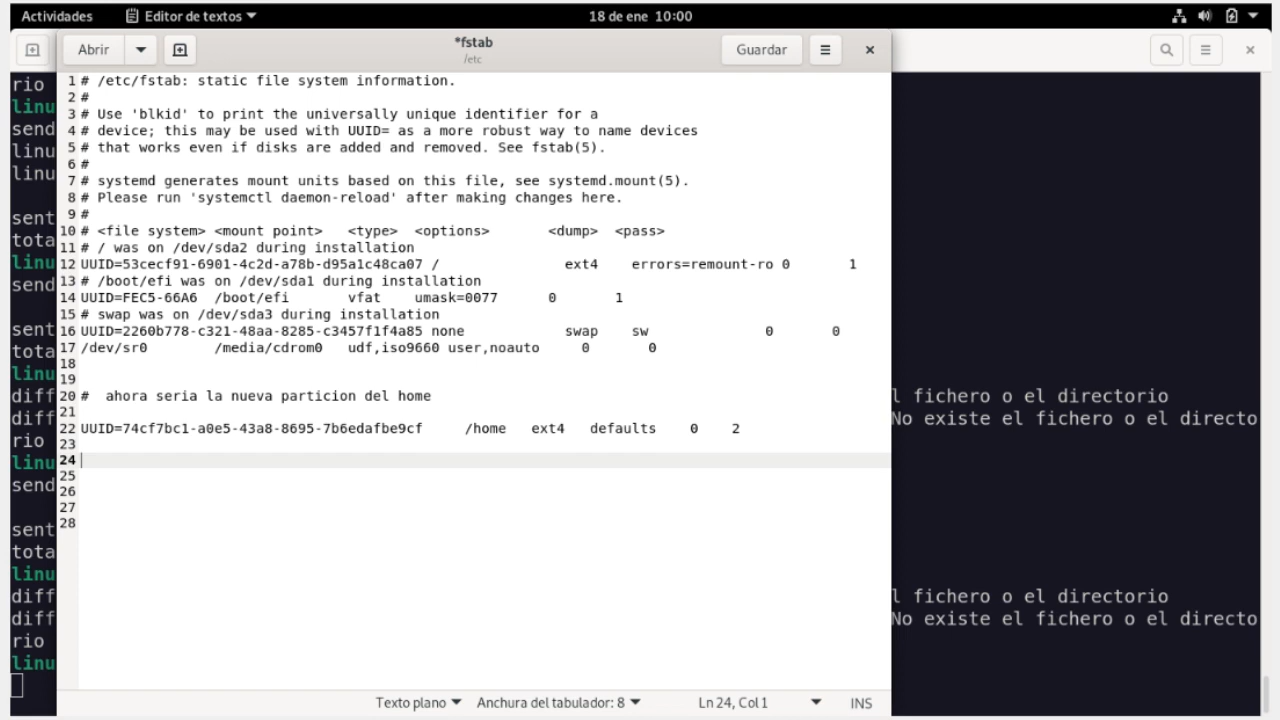 Actividades Editor de textos 18 de ene 10:00
Abrir *fstab Guardar
/etc
1 # /etc/fstab: static file system information.
2 #
3 # Use 'blkid' to print the universally unique identifier for a
4 # device; this may be used with UUID= as a more robust way to name devices
5 # that works even if disks are added and removed. See fstab(5).
6 #
7 # systemd generates mount units based on this file, see systemd.mount(5).
8 # Please run 'systemctl daemon-reload' after making changes here.
9 #
10 # <file system> <mount point>   <type>  <options>       <dump>  <pass>
11 # / was on /dev/sda2 during installation
12 UUID=53cecf91-6901-4c2d-a78b-d95a1c48ca07 /               ext4    errors=remount-ro 0       1
13 # /boot/efi was on /dev/sda1 during installation
14 UUID=FEC5-66A6  /boot/efi       vfat    umask=0077      0       1
15 # swap was on /dev/sda3 during installation
16 UUID=2260b778-c321-48aa-8285-c3457f1f4a85 none            swap    sw              0       0
17 /dev/sr0        /media/cdrom0   udf,iso9660 user,noauto     0       0
18
19
20 #  ahora seria la nueva particion del home
21
22 UUID=74cf7bc1-a0e5-43a8-8695-7b6edafbe9cf     /home   ext4   defaults    0    2
23
24
25
26
27
28
Texto plano Anchura del tabulador: 8 Ln 24, Col 1 INS
rio
linu
send
linu
linu
sent
tota
linu
send
sent
tota
linu
diff l fichero o el directorio
diff No existe el fichero o el directo
rio
linu
send
sent
tota
linu
diff l fichero o el directorio
diff No existe el fichero o el directo
rio
linu